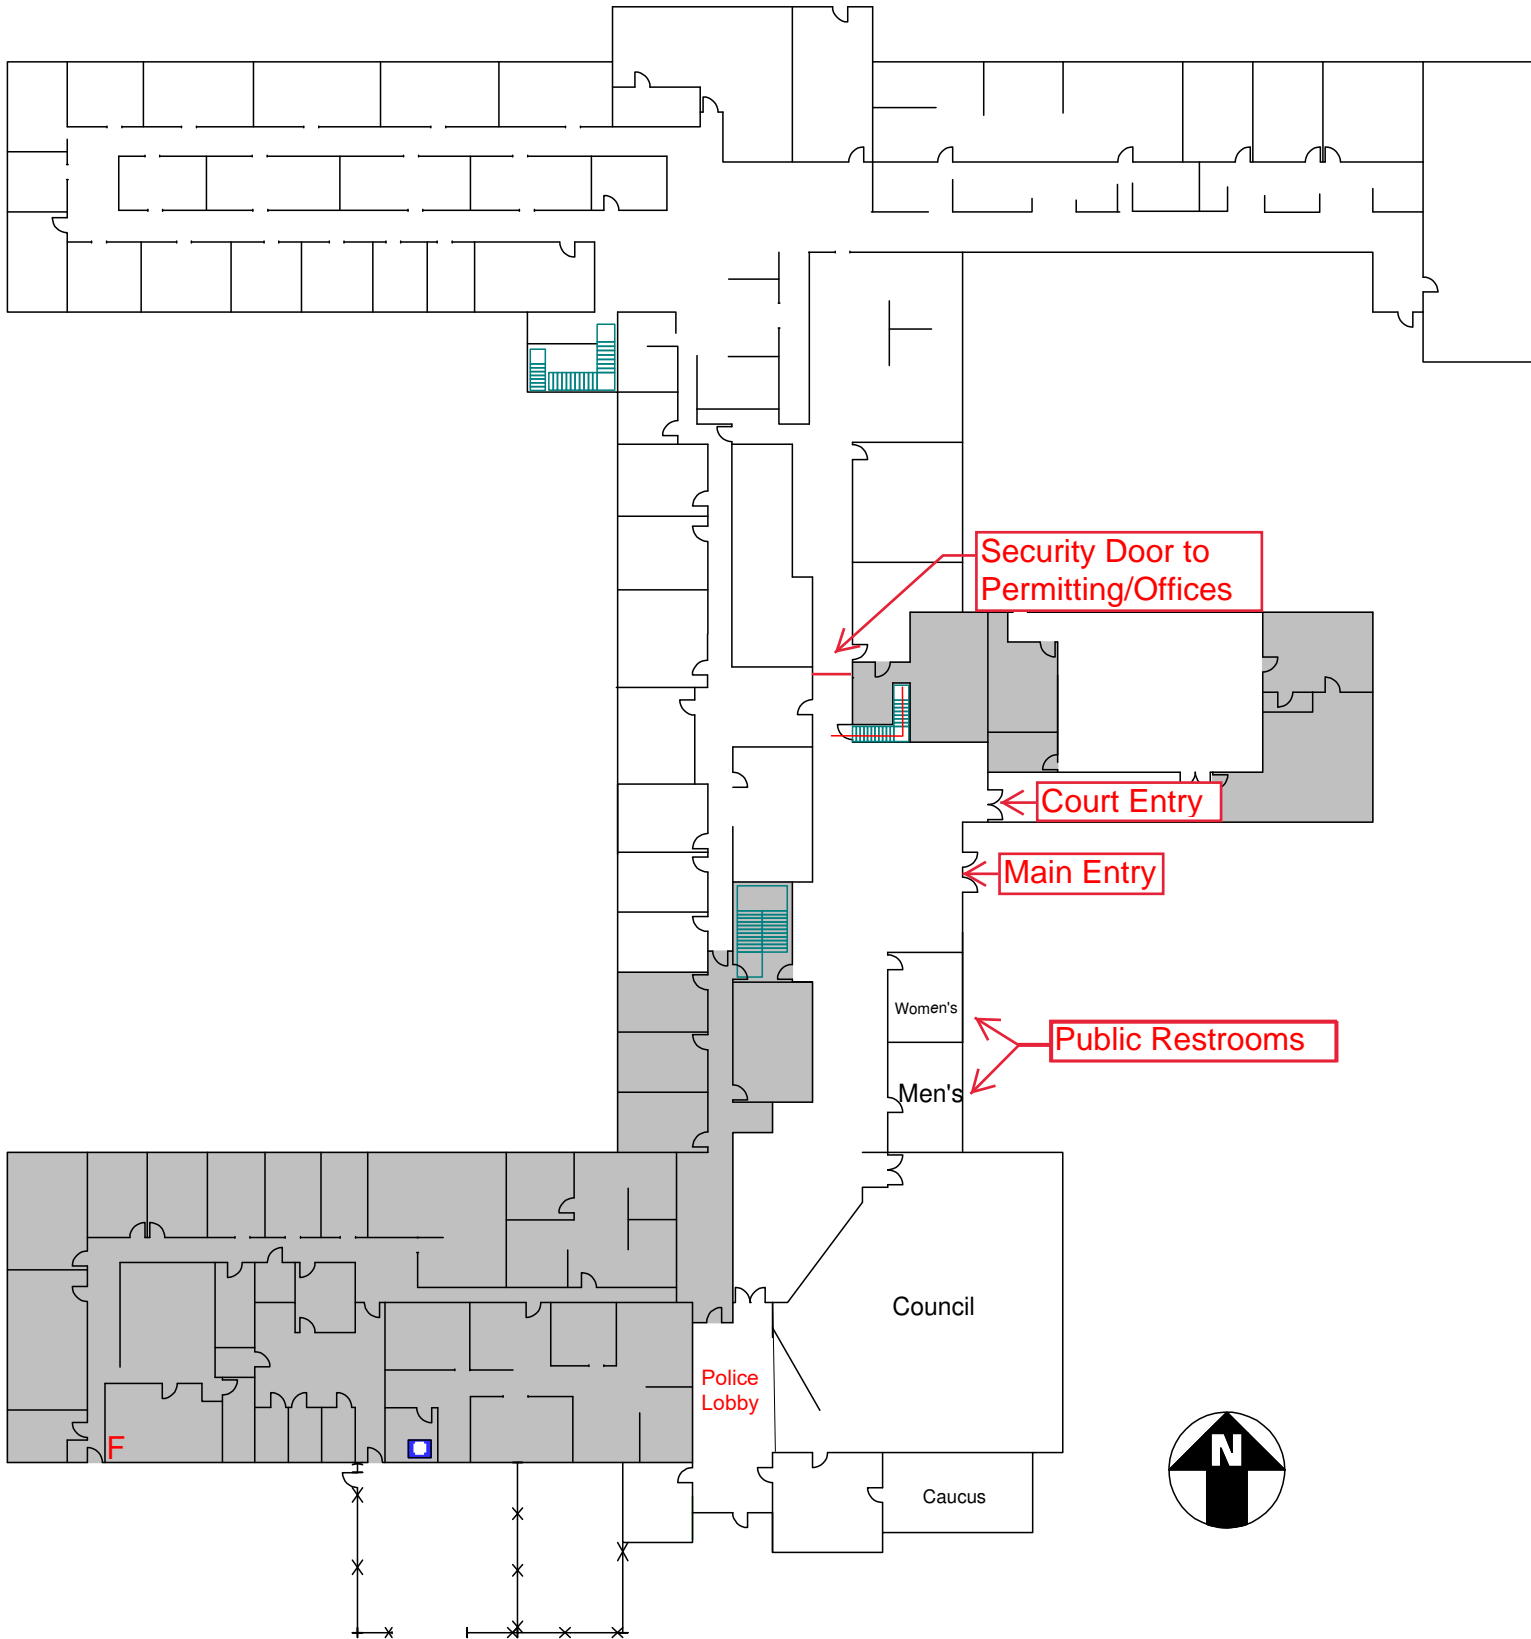 Security Door to
Permitting/Offices
Court Entry
Main Entry
Women's
Public Restrooms
Men's
Council
Police
Lobby
F
N
Caucus